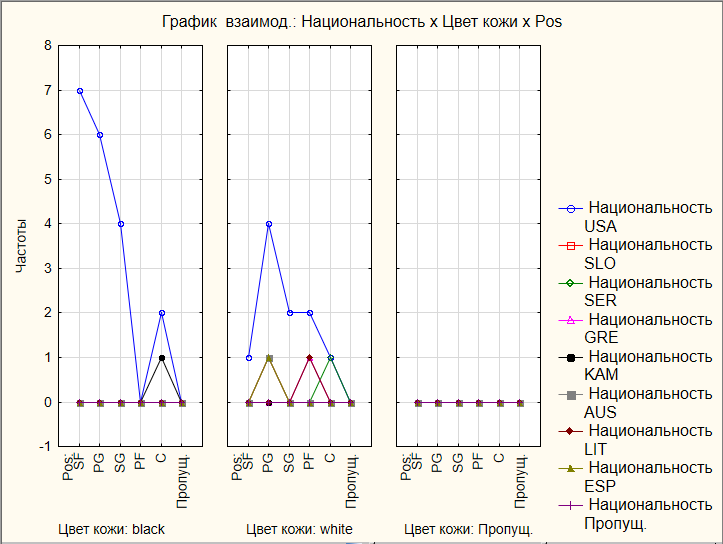 График взаимод.: Национальность x Цвет кожи x Pos
Частоты
8
7
6
5
4
3
2
1
0
-1
Pos.:
SF
PG
SG
PF
C
Пропущ.
Цвет кожи: black
Pos.:
SF
PG
SG
PF
C
Пропущ.
Цвет кожи: white
Pos.:
SF
PG
SG
PF
C
Пропущ.
Цвет кожи: Пропущ.
Национальность
USA
Национальность
SLO
Национальность
SER
Национальность
GRE
Национальность
KAM
Национальность
AUS
Национальность
LIT
Национальность
ESP
Национальность
Пропущ.